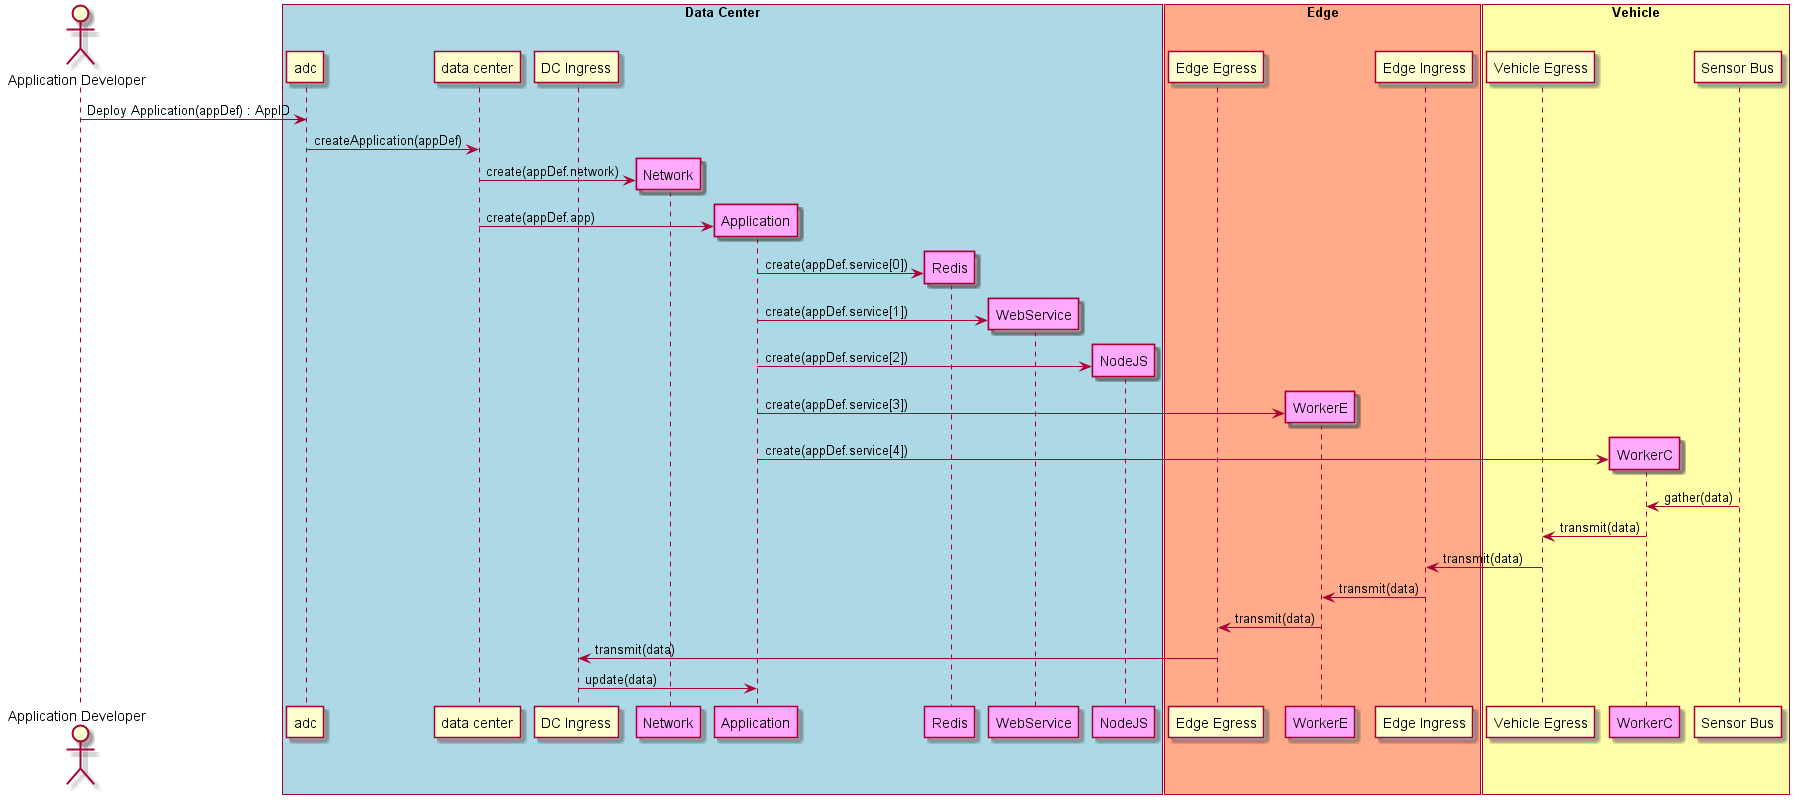 Data Center
Edge
Vehicle
Application Developer
adc
data center
DC Ingress
Edge Egress
Edge Ingress
Vehicle Egress
Sensor Bus
Deploy Application(appDef) : AppID
createApplication(appDef)
create(appDef.network)
Network
create(appDef.app)
Application
create(appDef.service[0])
Redis
create(appDef.service[1])
WebService
create(appDef.service[2])
NodeJS
create(appDef.service[3])
WorkerE
create(appDef.service[4])
WorkerC
gather(data)
transmit(data)
transmit(data)
transmit(data)
transmit(data)
transmit(data)
update(data)
Application Developer
adc
data center
DC Ingress
Network
Application
Redis
WebService
NodeJS
Edge Egress
WorkerE
Edge Ingress
Vehicle Egress
WorkerC
Sensor Bus